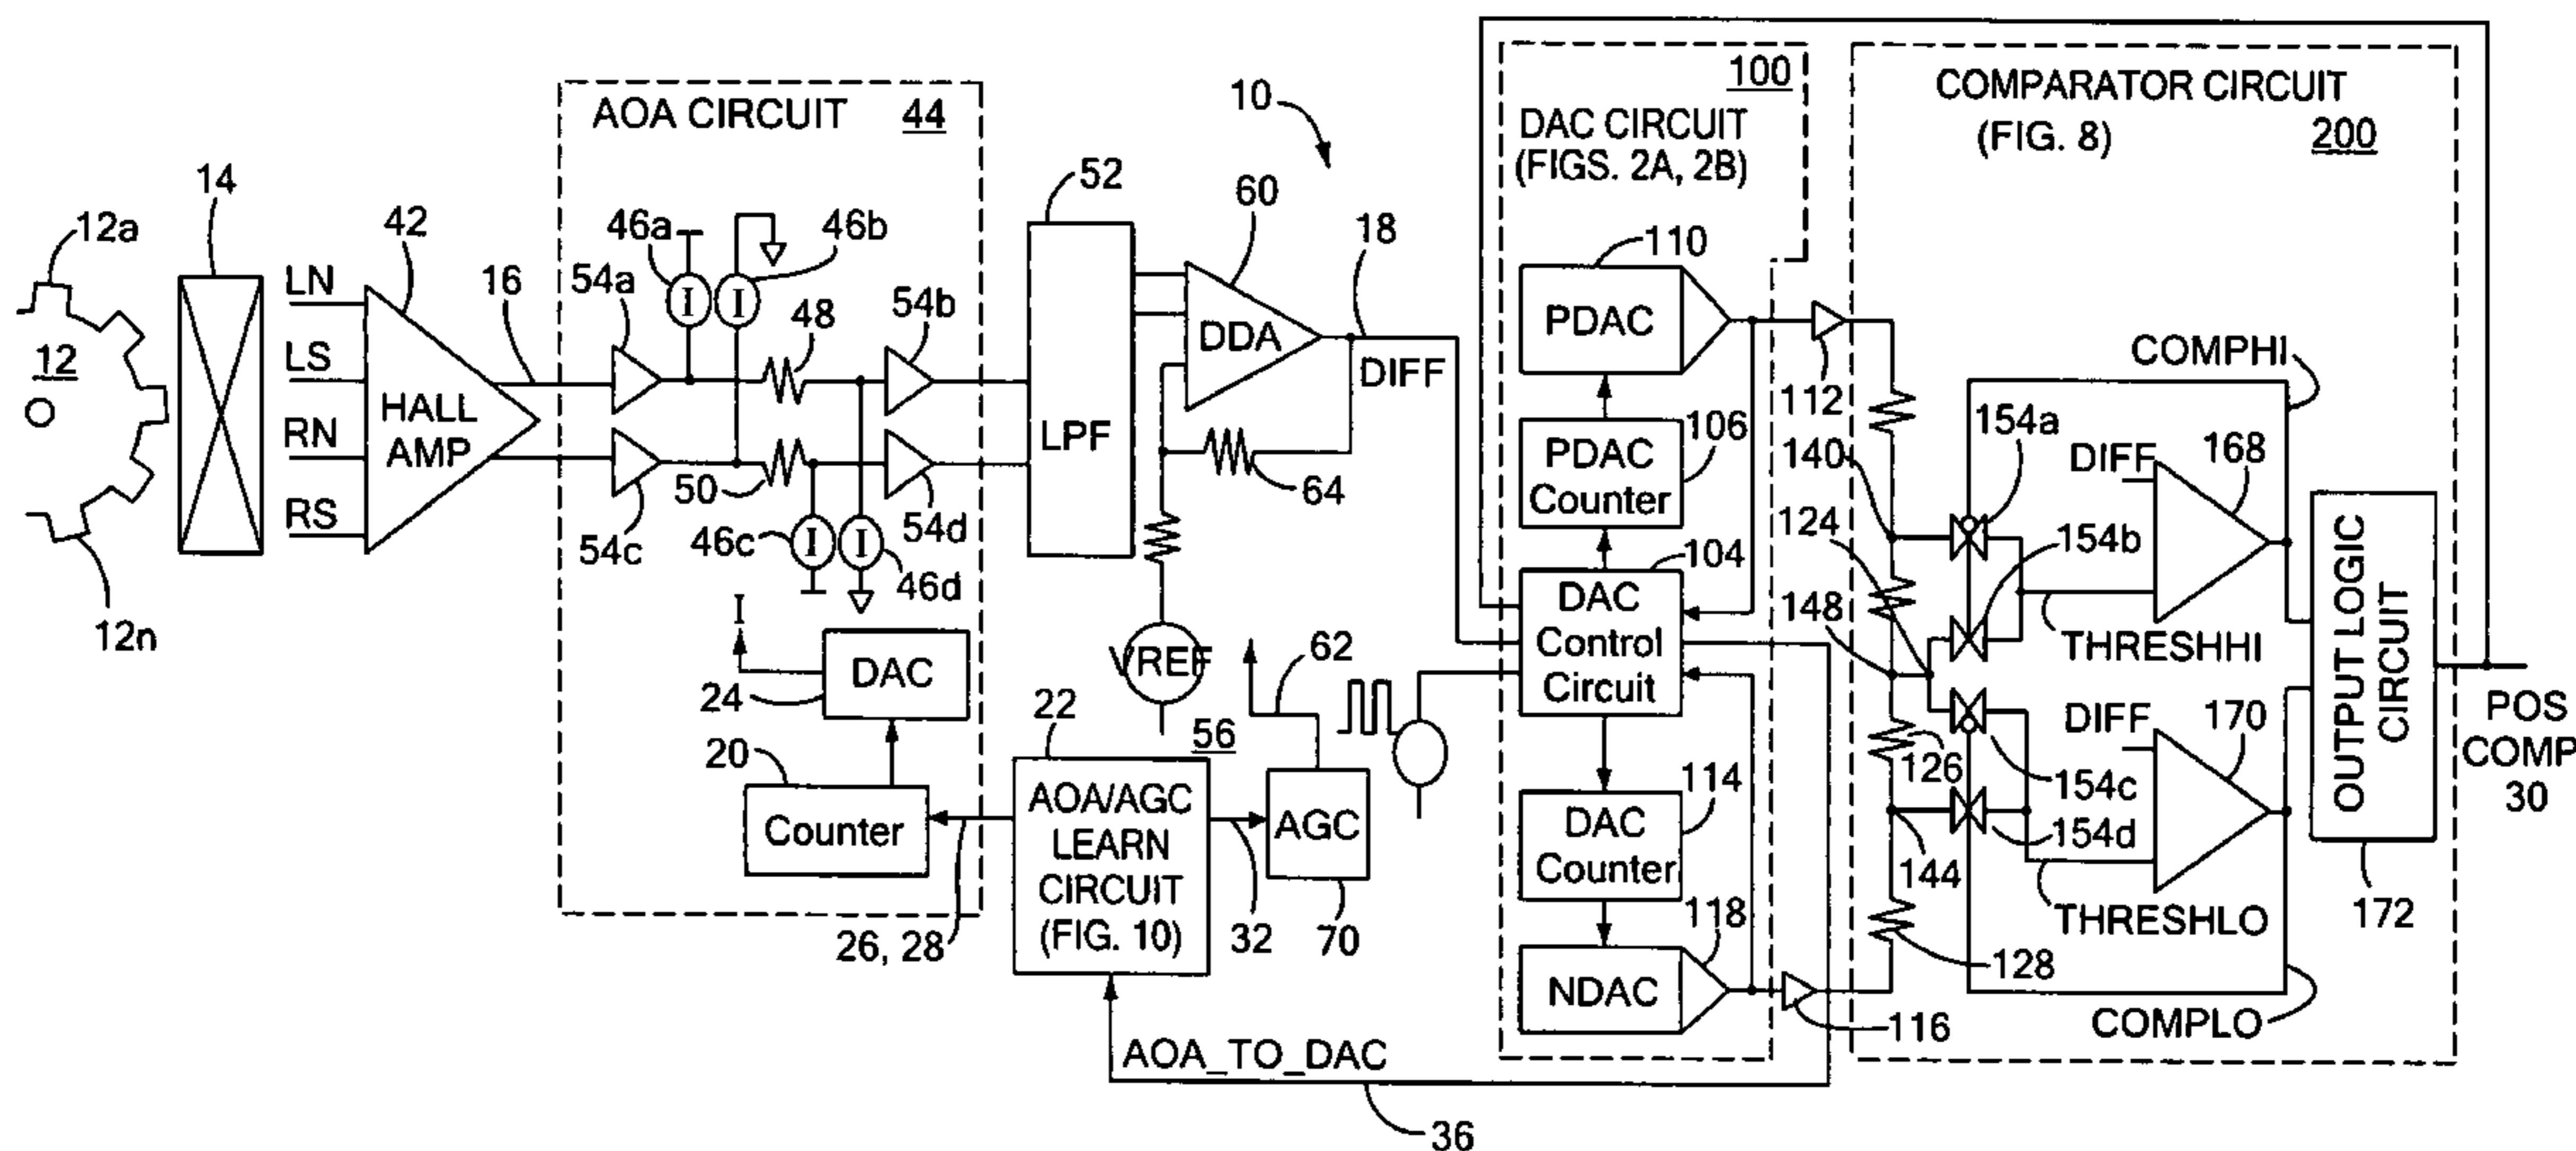 12a
12
12n
14
LN
LS
RN
RS
42
HALL
AMP
16
AOA CIRCUIT 44
54a
46a
46b
48
54b
54c
50
46c
46d
54d
I
I
I
I
I
DAC
24
20
Counter
26, 28
52
LPF
60
DDA
10
18
DIFF
64
VREF
62
56
22
AOA/AGC
LEARN
CIRCUIT
(FIG. 10)
32
AGC
70
AOA_TO_DAC
36
100
DAC CIRCUIT
(FIGS. 2A, 2B)
110
PDAC
106
PDAC
Counter
104
DAC
Control
Circuit
114
DAC
Counter
118
NDAC
112
116
COMPARATOR CIRCUIT
(FIG. 8) 200
140
124
148
126
144
128
154a
154b
154c
154d
COMPHI
DIFF
168
THRESHHI
DIFF
170
THRESHLO
COMPLO
OUTPUT LOGIC
CIRCUIT
172
POS
COMP
30